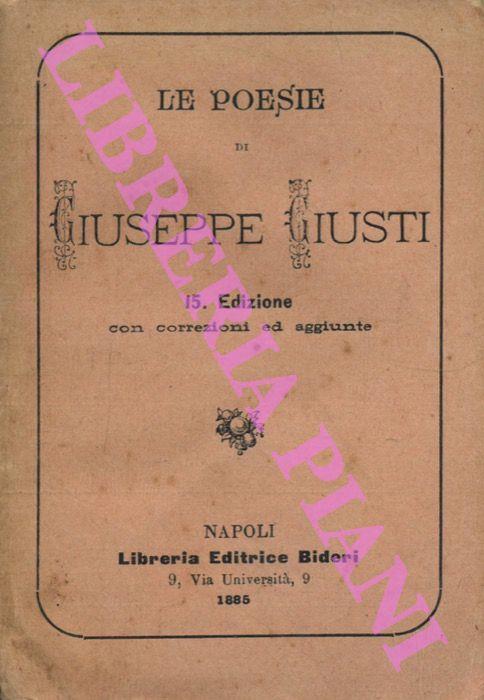 LE POESIE
DI
GIUSEPPE GIUSTI
15. Edizione
con correzioni ed aggiunte
NAPOLI
Libreria Editrice Bideri
9, Via Università, 9
1885
LIBRERIA PIANI